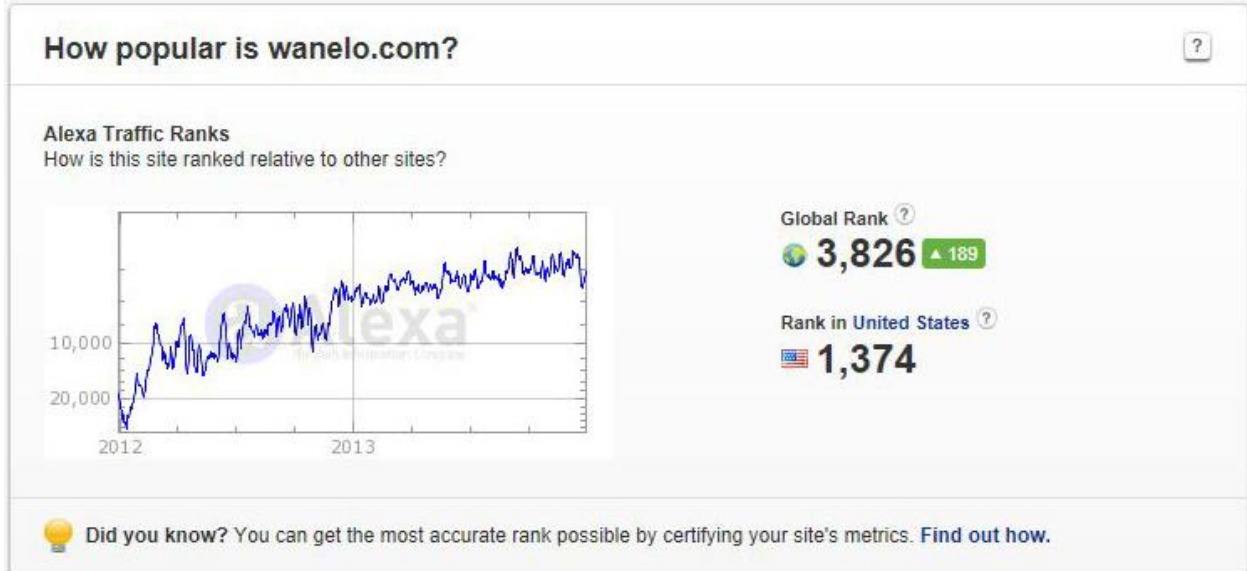 How popular is wanelo.com?
?
Alexa Traffic Ranks
How is this site ranked relative to other sites?
Alexa
10,000
20,000
2012
2013
Global Rank ?
3,826 ▲ 189
Rank in United States ?
1,374
Did you know? You can get the most accurate rank possible by certifying your site's metrics. Find out how.